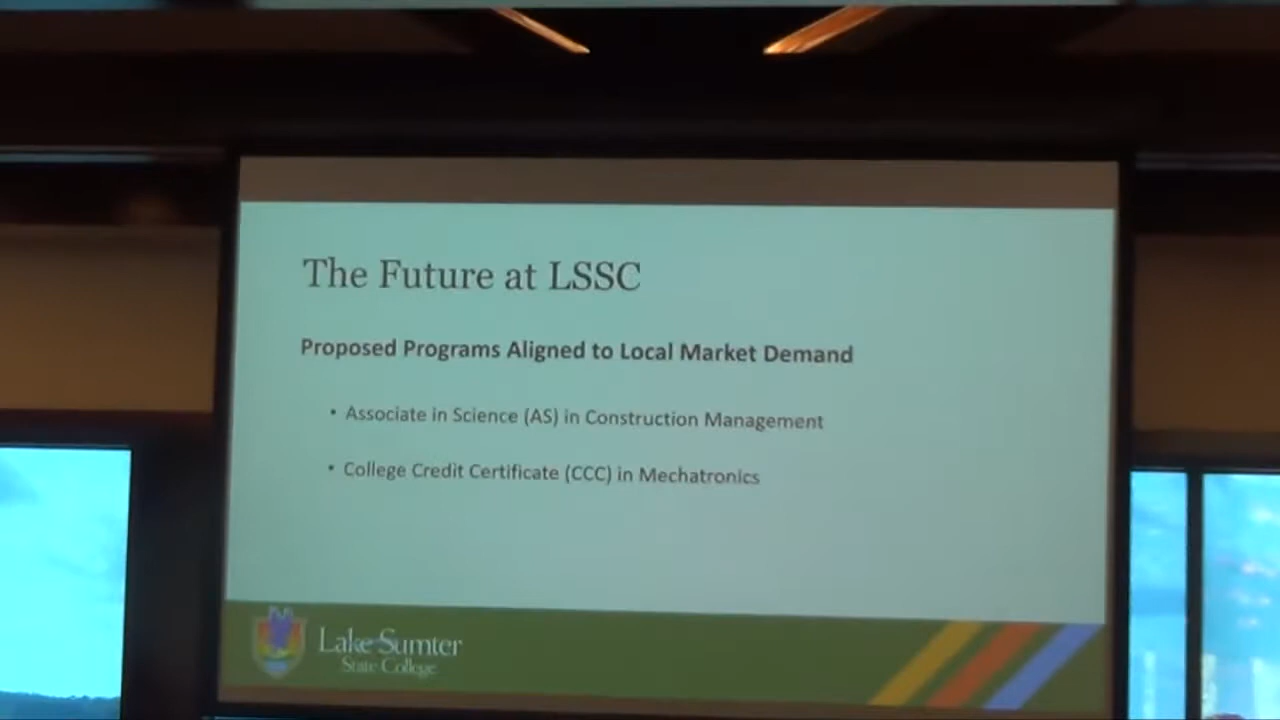 The Future at LSSC
Proposed Programs Aligned to Local Market Demand
• Associate in Science (AS) in Construction Management
• College Credit Certificate (CCC) in Mechatronics
Lake-Sumter
State College